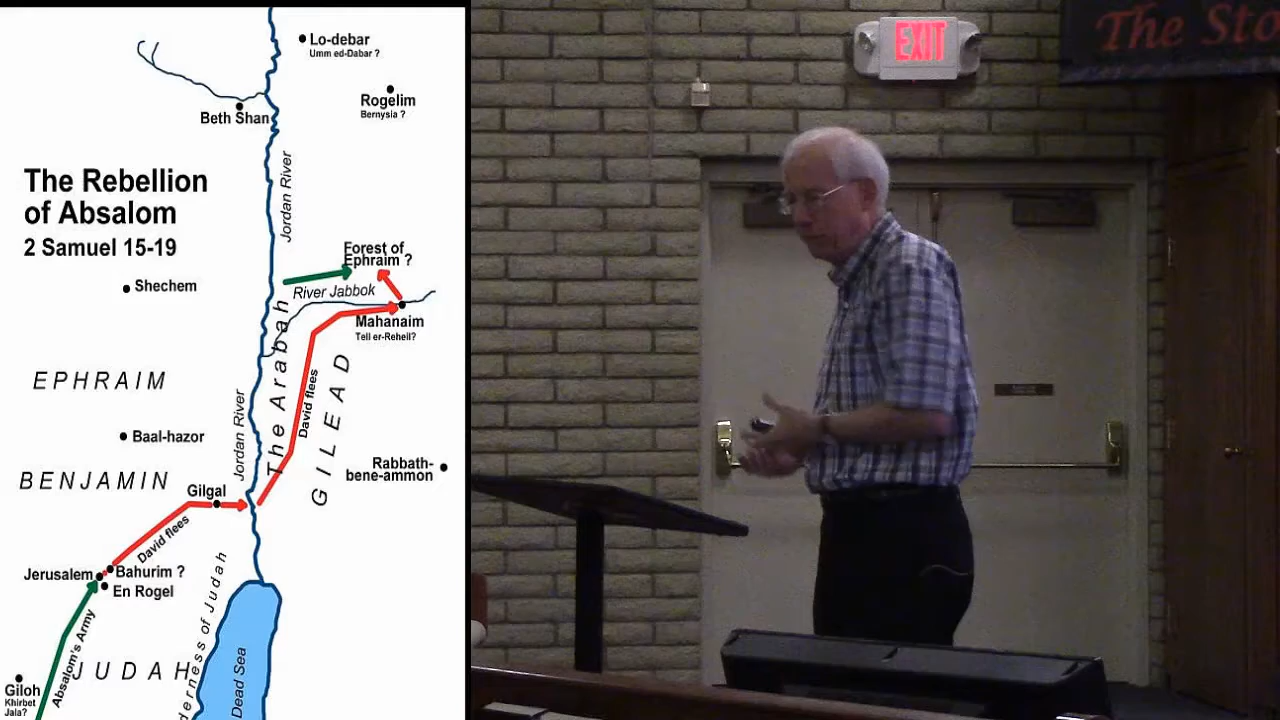 Lo-debar
Umm ed-Dabar ?
Rogelim
Bernysia ?
Beth Shan
The Rebellion
of Absalom
2 Samuel 15-19
Jordan River
Forest of
Ephraim ?
Shechem
River Jabbok
Mahanaim
Tell er-Reheil?
The Arabah
EPHRAIM
David flees
GILEAD
Jordan River
Baal-hazor
BENJAMIN
Rabbath-
bene-ammon
Gilgal
David flees
Jerusalem
Bahurim ?
En Rogel
derness of Judah
Absalom's Army
JUDAH
Dead Sea
Giloh
Khirbet
Jala?
EXIT
The Sto